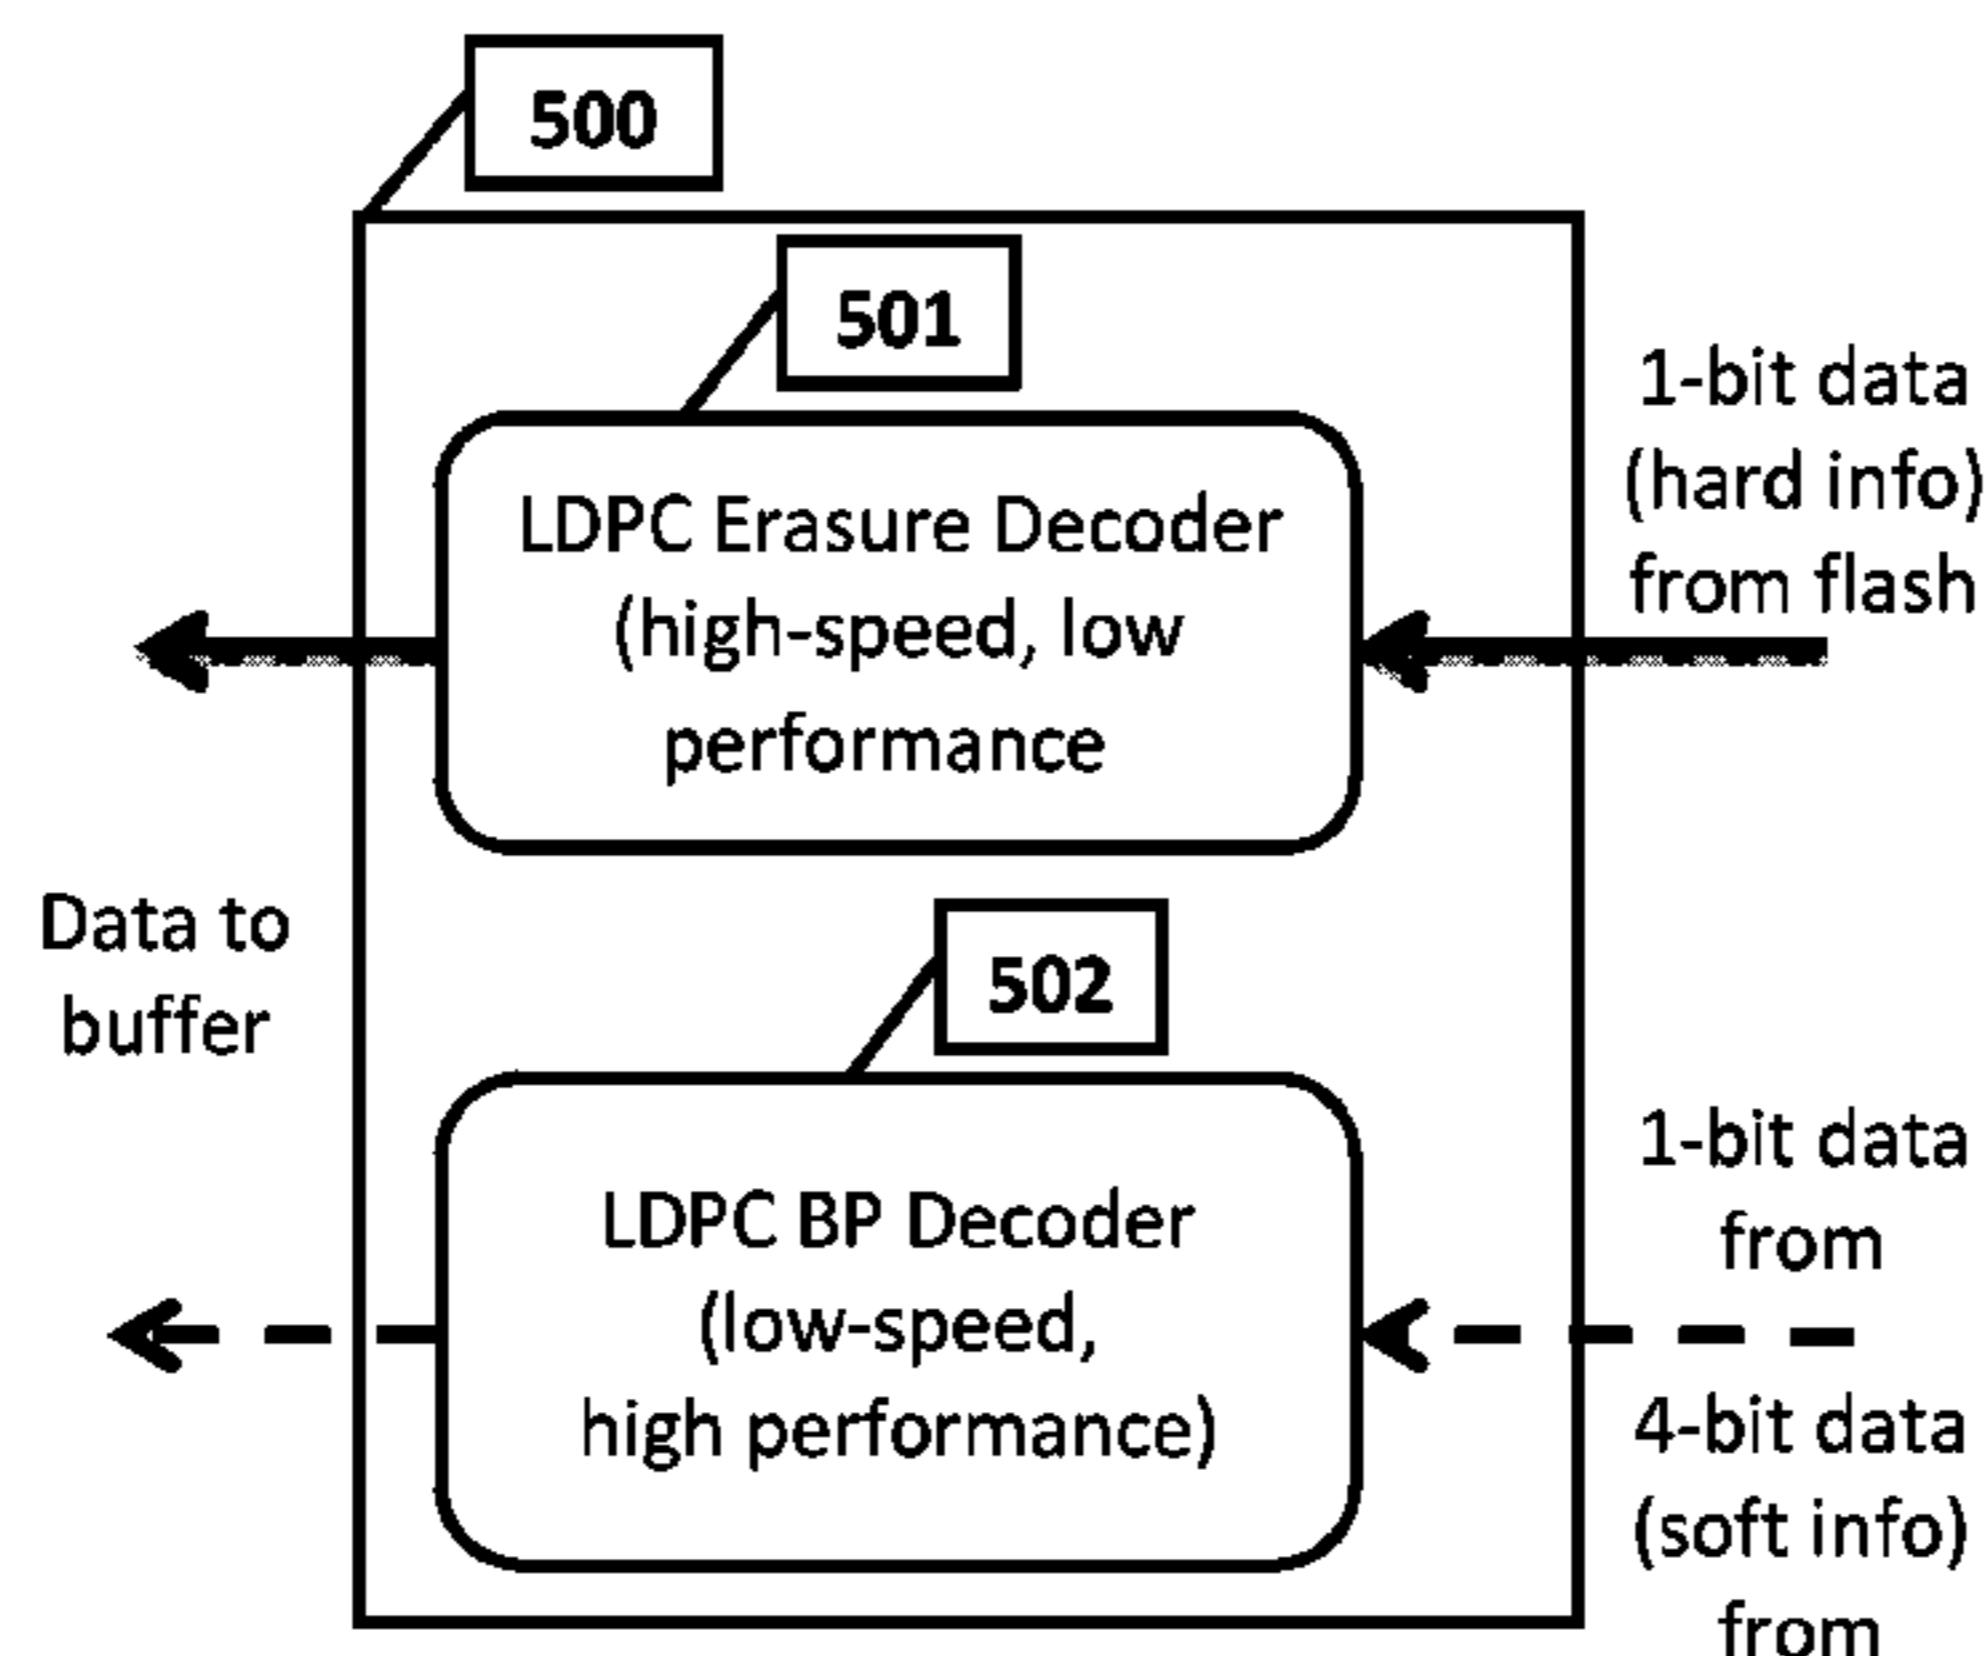 500
501
LDPC Erasure Decoder
(high-speed, low
performance
1-bit data
(hard info)
from flash
Data to
buffer
502
LDPC BP Decoder
(low-speed,
high performance)
1-bit data
from
4-bit data
(soft info)
from